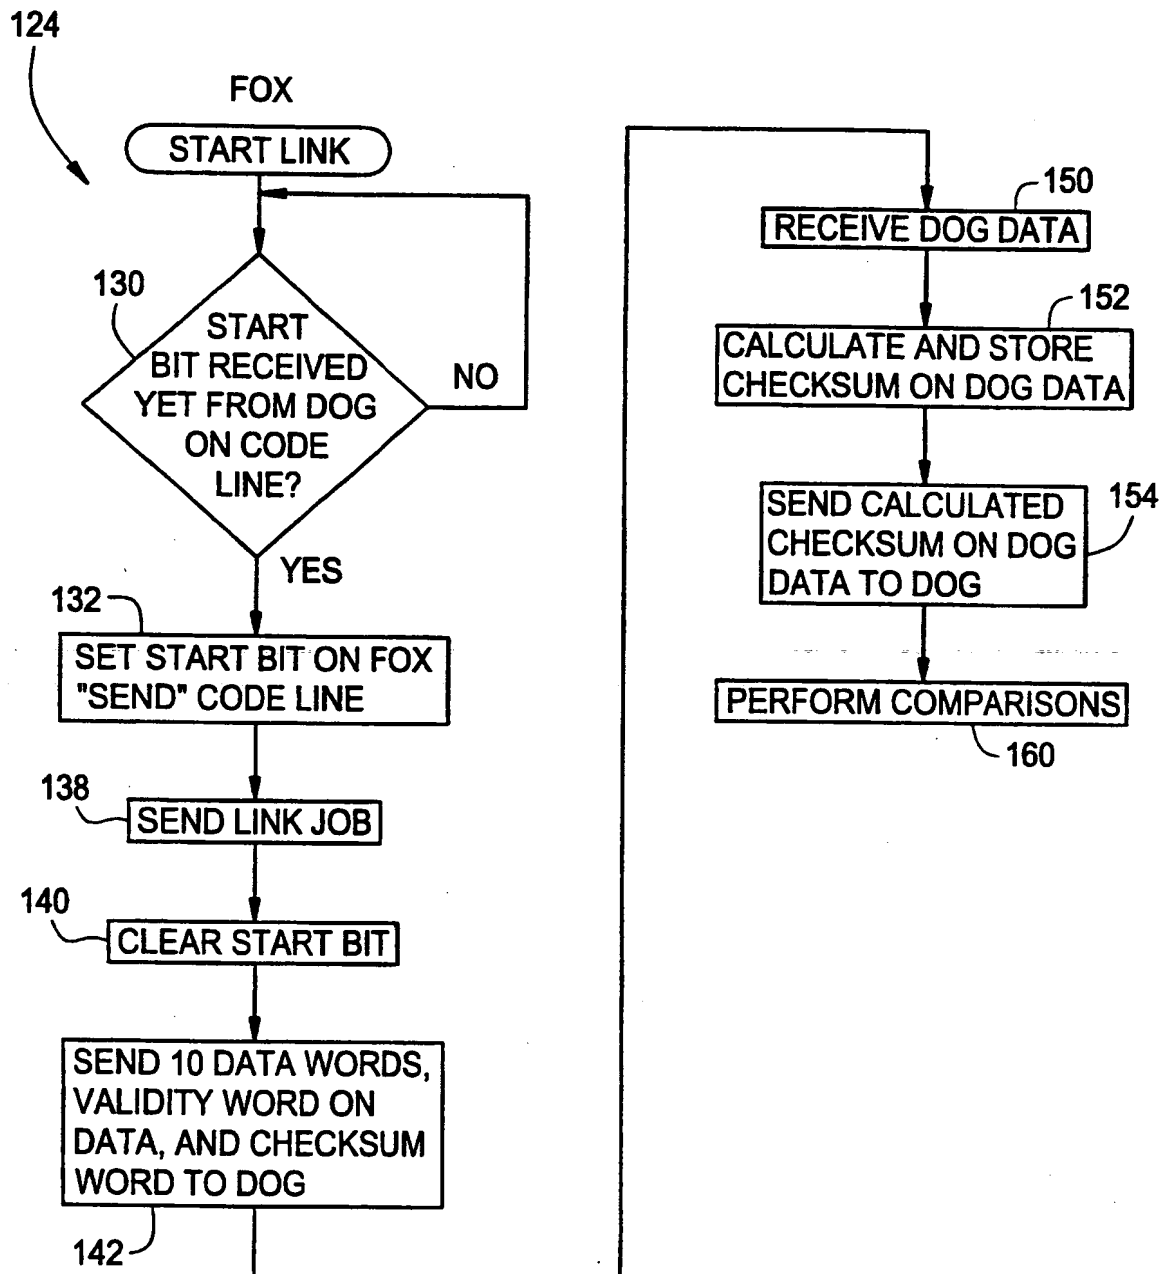 124
FOX
START LINK
130
START
BIT RECEIVED
YET FROM DOG
ON CODE
LINE?
NO
YES
132
SET START BIT ON FOX
"SEND" CODE LINE
138
SEND LINK JOB
140
CLEAR START BIT
SEND 10 DATA WORDS,
VALIDITY WORD ON
DATA, AND CHECKSUM
WORD TO DOG
142
150
RECEIVE DOG DATA
152
CALCULATE AND STORE
CHECKSUM ON DOG DATA
SEND CALCULATED
CHECKSUM ON DOG
DATA TO DOG
154
PERFORM COMPARISONS
160